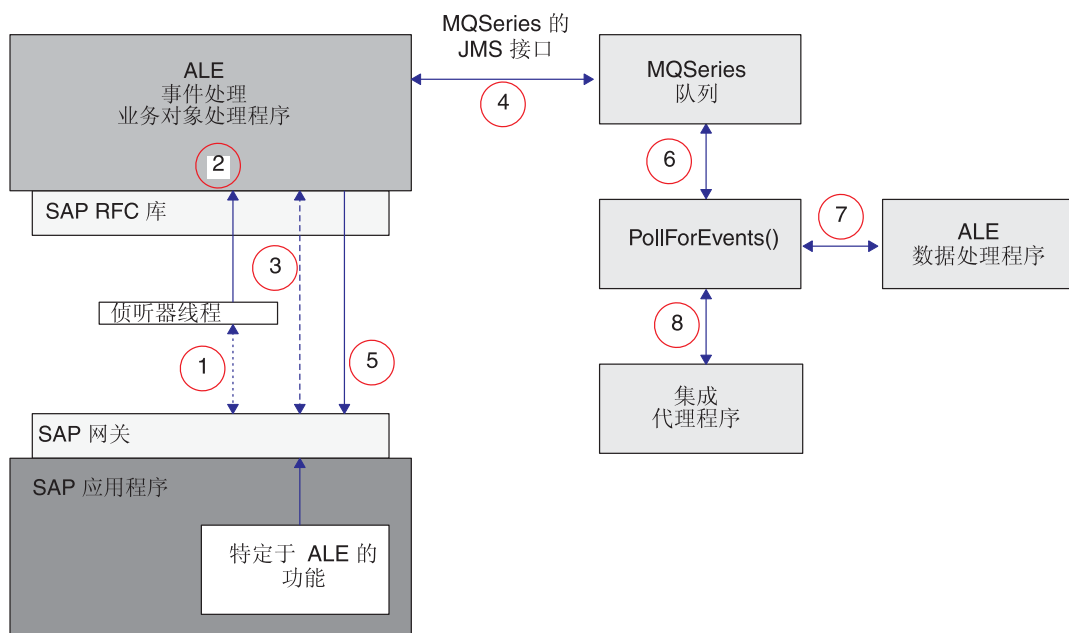 MQSeries 的
JMS 接口
ALE
事件处理
业务对象处理程序
MQSeries
队列
4
2
6
SAP RFC 库
7
PollForEvents()
ALE
数据处理程序
3
侦听器线程
8
1
5
集成
代理程序
SAP 网关
SAP 应用程序
特定于 ALE 的
功能